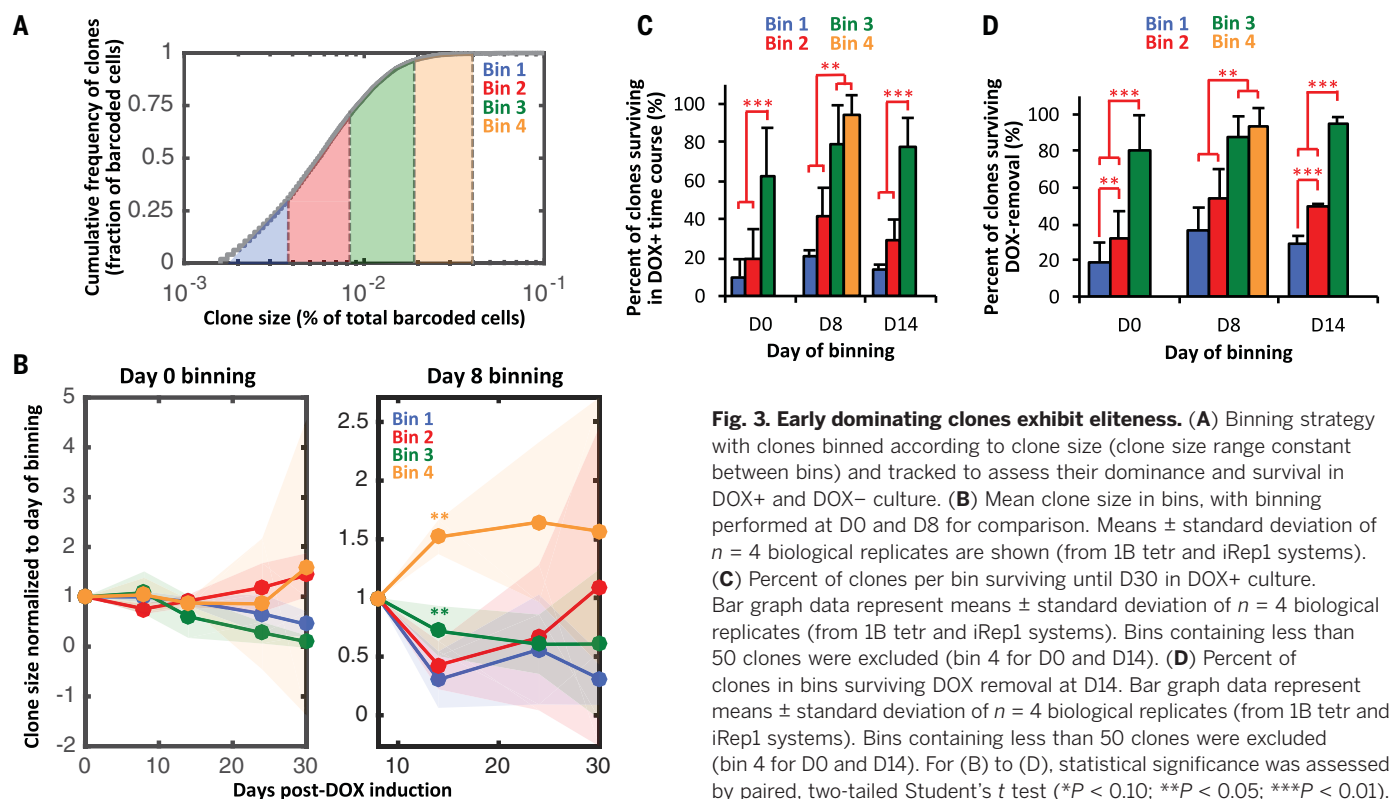 A
Cumulative frequency of clones
(fraction of barcoded cells)
1
0.75
0.5
0.25
0
10-3
10-2
10-1
Clone size (% of total barcoded cells)
Bin 1
Bin 2
Bin 3
Bin 4
B
Day 0 binning
Clone size normalized to day of binning
5
4
3
2
1
0
-1
-2
0
10
20
30
Day 8 binning
Bin 1
Bin 2
Bin 3
Bin 4
2.5
2
1.5
1
0.5
0
**
**
10
20
30
Days post-DOX induction
C
Bin 1 Bin 3
Bin 2 Bin 4
Percent of clones surviving
in DOX+ time course (%)
100
80
60
40
20
0
***
**
***
D0 D8 D14
Day of binning
D
Bin 1 Bin 3
Bin 2 Bin 4
Percent of clones surviving
DOX-removal (%)
100
80
60
40
20
0
***
**
**
***
***
D0 D8 D14
Day of binning
Fig. 3. Early dominating clones exhibit eliteness. (A) Binning strategy
with clones binned according to clone size (clone size range constant
between bins) and tracked to assess their dominance and survival in
DOX+ and DOX− culture. (B) Mean clone size in bins, with binning
performed at D0 and D8 for comparison. Means ± standard deviation of
n = 4 biological replicates are shown (from 1B tetr and iRep1 systems).
(C) Percent of clones per bin surviving until D30 in DOX+ culture.
Bar graph data represent means ± standard deviation of n = 4 biological
replicates (from 1B tetr and iRep1 systems). Bins containing less than
50 clones were excluded (bin 4 for D0 and D14). (D) Percent of
clones in bins surviving DOX removal at D14. Bar graph data represent
means ± standard deviation of n = 4 biological replicates (from 1B tetr and
iRep1 systems). Bins containing less than 50 clones were excluded
(bin 4 for D0 and D14). For (B) to (D), statistical significance was assessed
by paired, two-tailed Student's t test (*P < 0.10; **P < 0.05; ***P < 0.01).